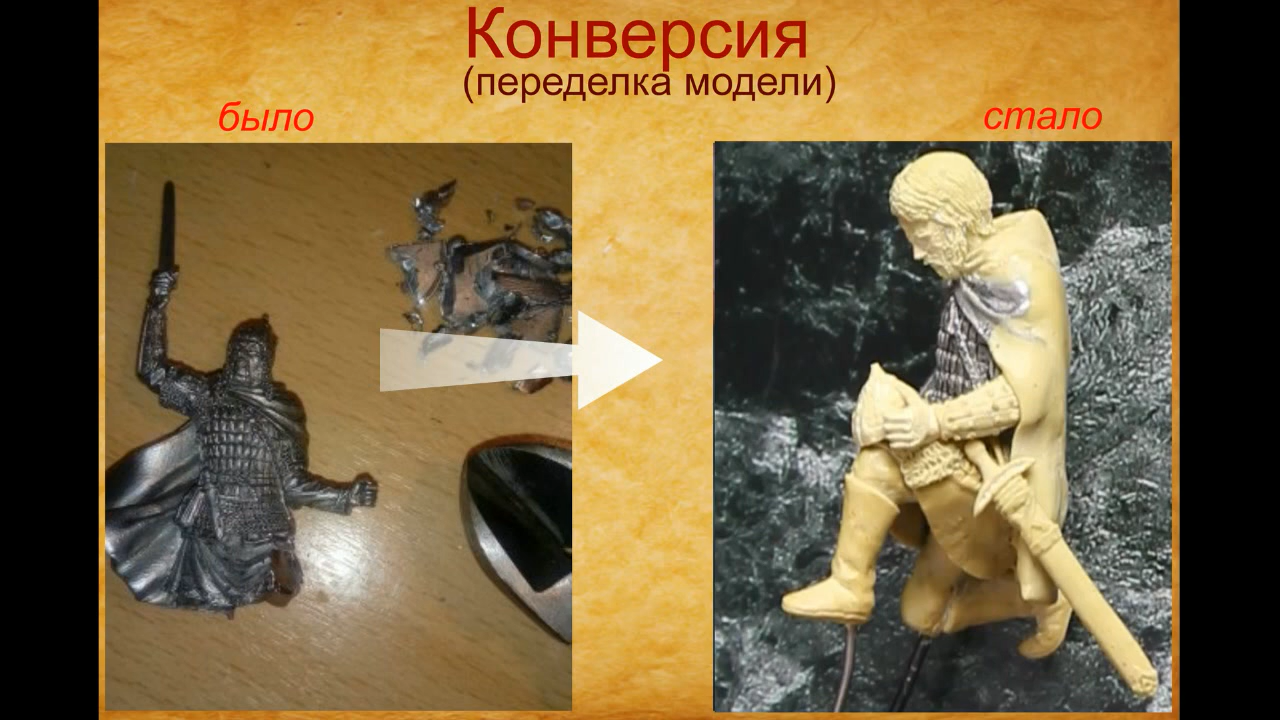 Конверсия
(переделка модели)
было
стало